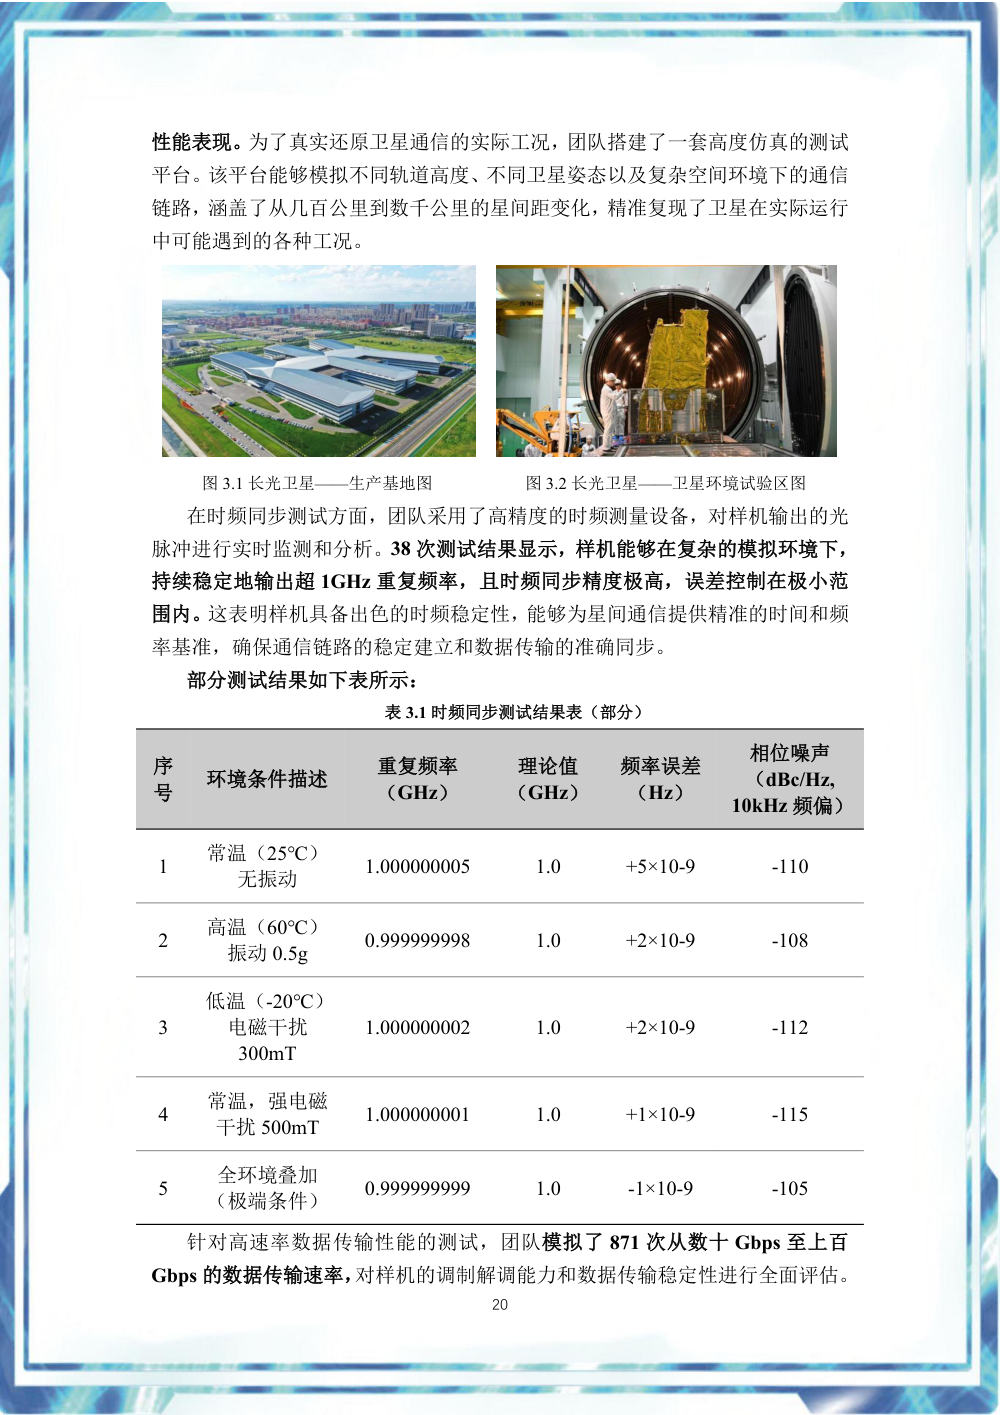 性能表现。为了真实还原卫星通信的实际工况，团队搭建了一套高度仿真的测试
平台。该平台能够模拟不同轨道高度、不同卫星姿态以及复杂空间环境下的通信
链路，涵盖了从几百公里到数千公里的星间距变化，精准复现了卫星在实际运行
中可能遇到的各种工况。
图 3.1 长光卫星——生产基地图
图 3.2 长光卫星——卫星环境试验区图
在时频同步测试方面，团队采用了高精度的时频测量设备，对样机输出的光
脉冲进行实时监测和分析。38 次测试结果显示，样机能够在复杂的模拟环境下，
持续稳定地输出超 1GHz 重复频率，且时频同步精度极高，误差控制在极小范
围内。这表明样机具备出色的时频稳定性，能够为星间通信提供精准的时间和频
率基准，确保通信链路的稳定建立和数据传输的准确同步。
部分测试结果如下表所示：
表 3.1 时频同步测试结果表（部分）
序号 环境条件描述 重复频率（GHz） 理论值（GHz） 频率误差（Hz） 相位噪声（dBc/Hz, 10kHz 频偏）
1 常温（25℃）无振动 1.000000005 1.0 +5×10-9 -110
2 高温（60℃）振动 0.5g 0.999999998 1.0 +2×10-9 -108
3 低温（-20℃）电磁干扰 300mT 1.000000002 1.0 +2×10-9 -112
4 常温，强电磁干扰 500mT 1.000000001 1.0 +1×10-9 -115
5 全环境叠加（极端条件） 0.999999999 1.0 -1×10-9 -105
针对高速率数据传输性能的测试，团队模拟了 871 次从数十 Gbps 至上百
Gbps 的数据传输速率，对样机的调制解调能力和数据传输稳定性进行全面评估。
20